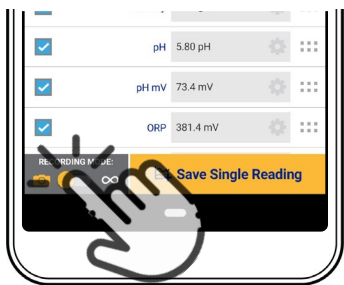 pH 5.80 pH
pH mV 73.4 mV
ORP 381.4 mV
RECORDING MODE:
Save Single Reading